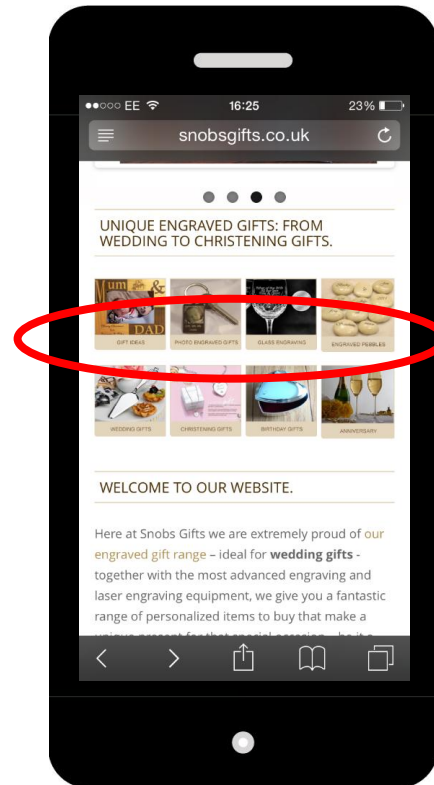 EE 16:25 23%
snobsgifts.co.uk
UNIQUE ENGRAVED GIFTS: FROM
WEDDING TO CHRISTENING GIFTS.
um &
DAD
GIFT IDEAS PHOTO ENGRAVED GIFTS GLASS ENGRAVING ENGRAVED PEBBLES
WEDDING GIFTS CHRISTENING GIFTS BIRTHDAY GIFTS ANNIVERSARY
WELCOME TO OUR WEBSITE.
Here at Snobs Gifts we are extremely proud of our
engraved gift range – ideal for wedding gifts -
together with the most advanced engraving and
laser engraving equipment, we give you a fantastic
range of personalized items to buy that make a